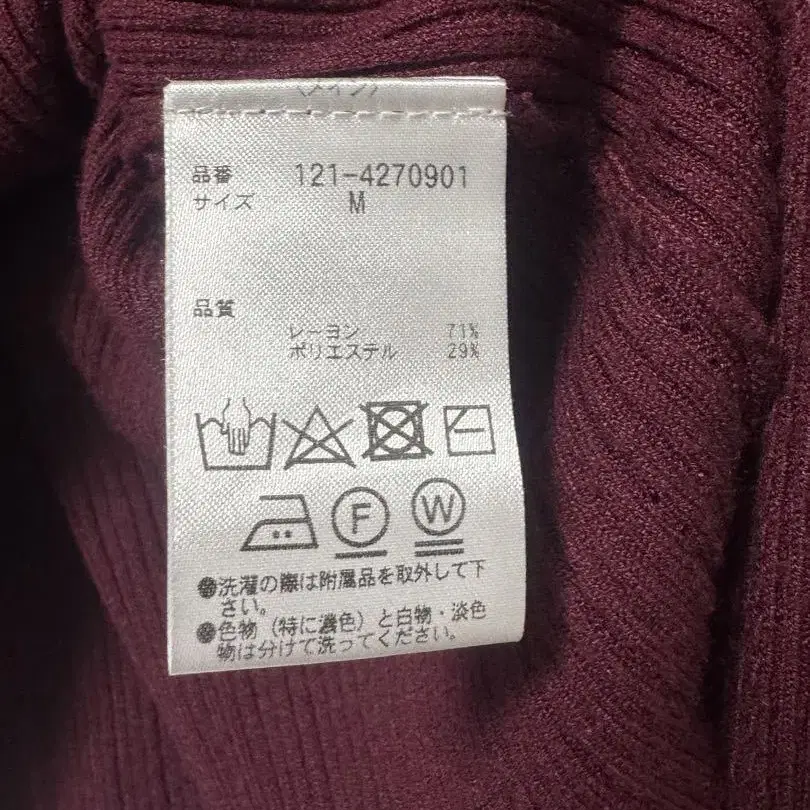 (メイン)
品番 121-4270901
サイズ M
品質
レーヨン 71%
ポリエステル 29%
F W
●洗濯の際は附属品を取外して下
さい。
●色物（特に濃色）と白物・淡色
物は分けて洗ってください。